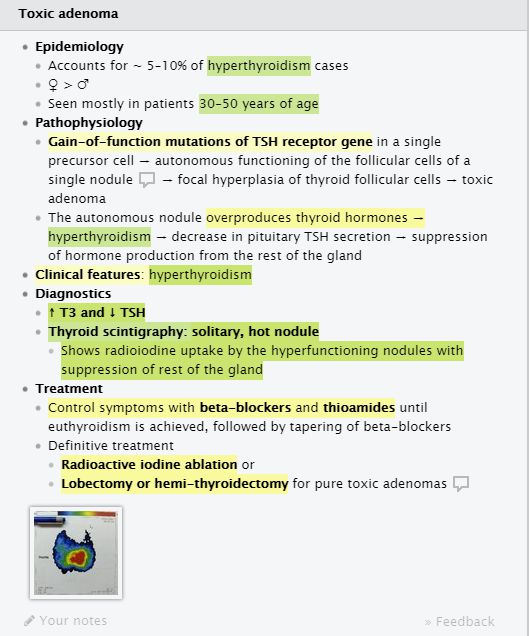 Toxic adenoma
Epidemiology
Accounts for ~ 5-10% of hyperthyroidism cases
♀ > ♂
Seen mostly in patients 30-50 years of age
Pathophysiology
Gain-of-function mutations of TSH receptor gene in a single
precursor cell → autonomous functioning of the follicular cells of a
single nodule → focal hyperplasia of thyroid follicular cells → toxic
adenoma
The autonomous nodule overproduces thyroid hormones →
hyperthyroidism → decrease in pituitary TSH secretion → suppression
of hormone production from the rest of the gland
Clinical features: hyperthyroidism
Diagnostics
↑ T3 and ↓ TSH
Thyroid scintigraphy: solitary, hot nodule
Shows radioiodine uptake by the hyperfunctioning nodules with
suppression of rest of the gland
Treatment
Control symptoms with beta-blockers and thioamides until
euthyroidism is achieved, followed by tapering of beta-blockers
Definitive treatment
Radioactive iodine ablation or
Lobectomy or hemi-thyroidectomy for pure toxic adenomas
Your notes
» Feedback